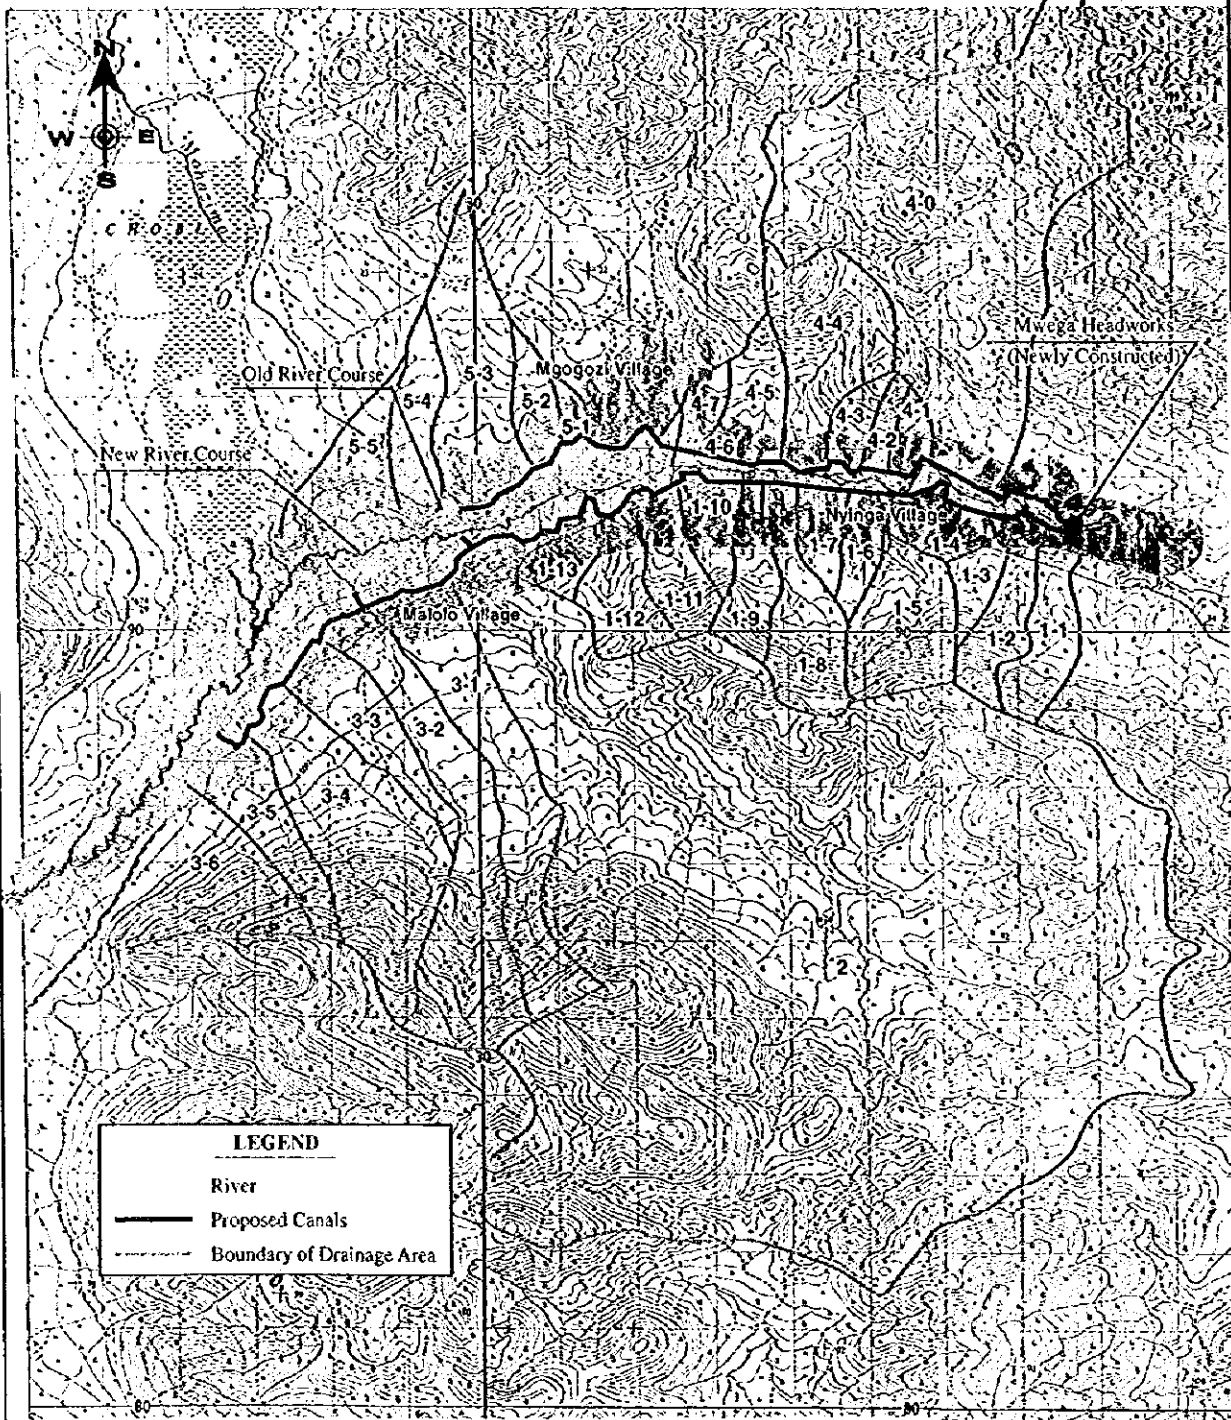 N
W E
S
4-0
Mwega Headworks
(Newly Constructed)
4-4
Old River Course
5-3
Mgogozi Village
5-4
5-2
4-7
4-5
4-3
4-1
5-1
5-5
4-6
4-2
New River Course
1-10
Nyinga Village
1-7
1-6
1-4
1-13
1-3
1-11
1-12
1-9
1-5
Malolo Village
90
1-2
1-1
1-8
3-1
3-3
3-2
3-4
3-5
3-6
2
LEGEND
River
Proposed Canals
Boundary of Drainage Area
80
80